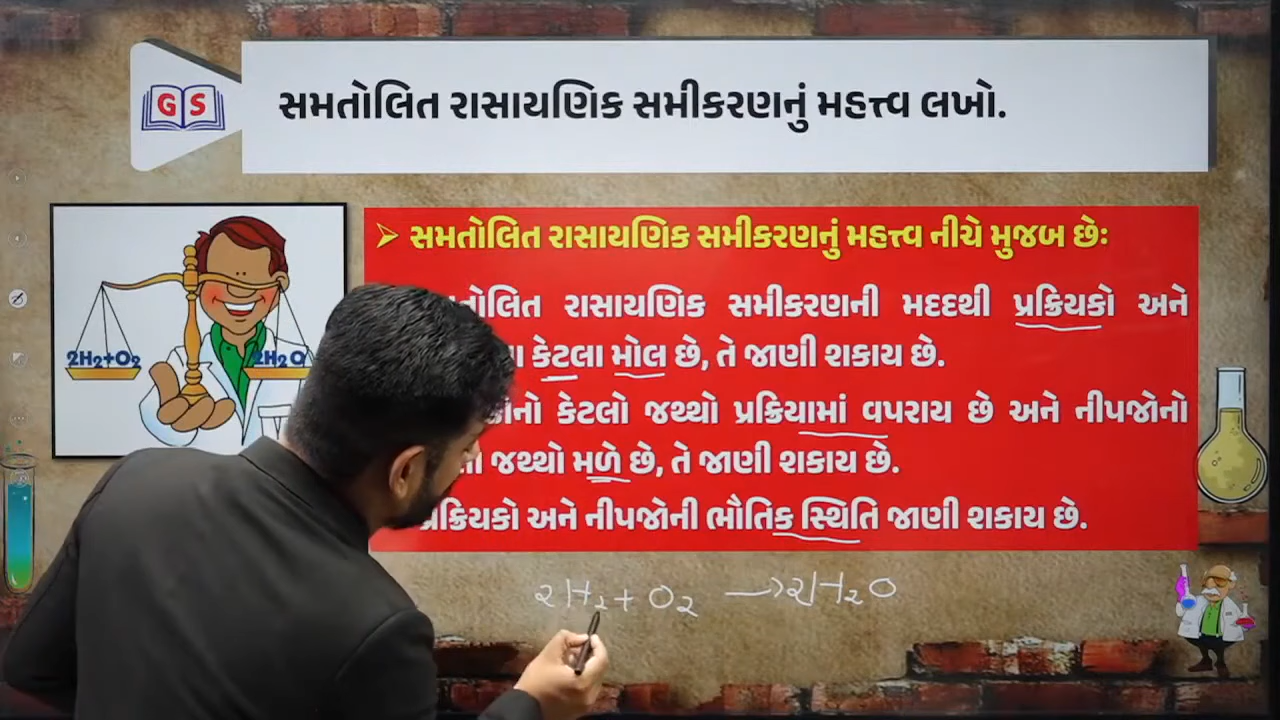 GS
સમતોલિત રાસાયણિક સમીકરણનું મહત્ત્વ લખો.
2H₂+O₂
2H₂O
➢ સમતોલિત રાસાયણિક સમીકરણનું મહત્ત્વ નીચે મુજબ છેઃ
રાસાયણિક સમીકરણની મદદથી પ્રક્રિયકો અને
કેટલા મોલ છે, તે જાણી શકાય છે.
કેટલો જથ્થો પ્રક્રિયામાં વપરાય છે અને નીપજોનો
જથ્થો મળે છે, તે જાણી શકાય છે.
પ્રક્રિયકો અને નીપજોની ભૌતિક સ્થિતિ જાણી શકાય છે.
2H₂ + O₂ → 2H₂O